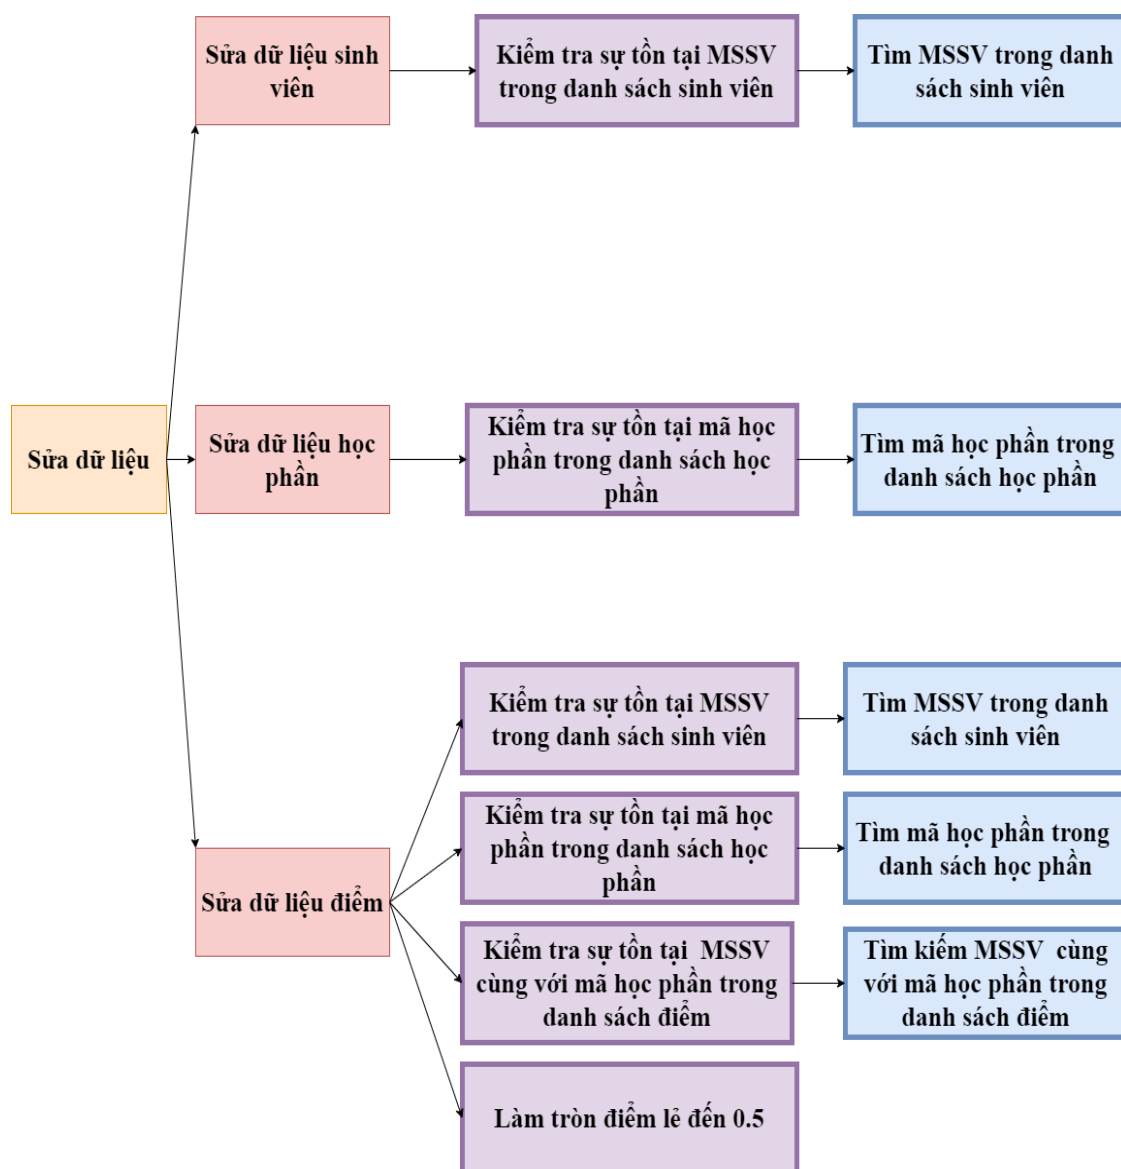 Sửa dữ liệu sinh
viên
Kiểm tra sự tồn tại MSSV
trong danh sách sinh viên
Tìm MSSV trong danh
sách sinh viên
Sửa dữ liệu
Sửa dữ liệu học
phần
Kiểm tra sự tồn tại mã học
phần trong danh sách học
phần
Tìm mã học phần trong
danh sách học phần
Sửa dữ liệu điểm
Kiểm tra sự tồn tại MSSV
trong danh sách sinh viên
Tìm MSSV trong danh
sách sinh viên
Kiểm tra sự tồn tại mã học
phần trong danh sách học
phần
Tìm mã học phần trong
danh sách học phần
Kiểm tra sự tồn tại  MSSV
cùng với mã học phần trong
danh sách điểm
Tìm kiếm MSSV  cùng
với mã học phần trong
danh sách điểm
Làm tròn điểm lẻ đến 0.5